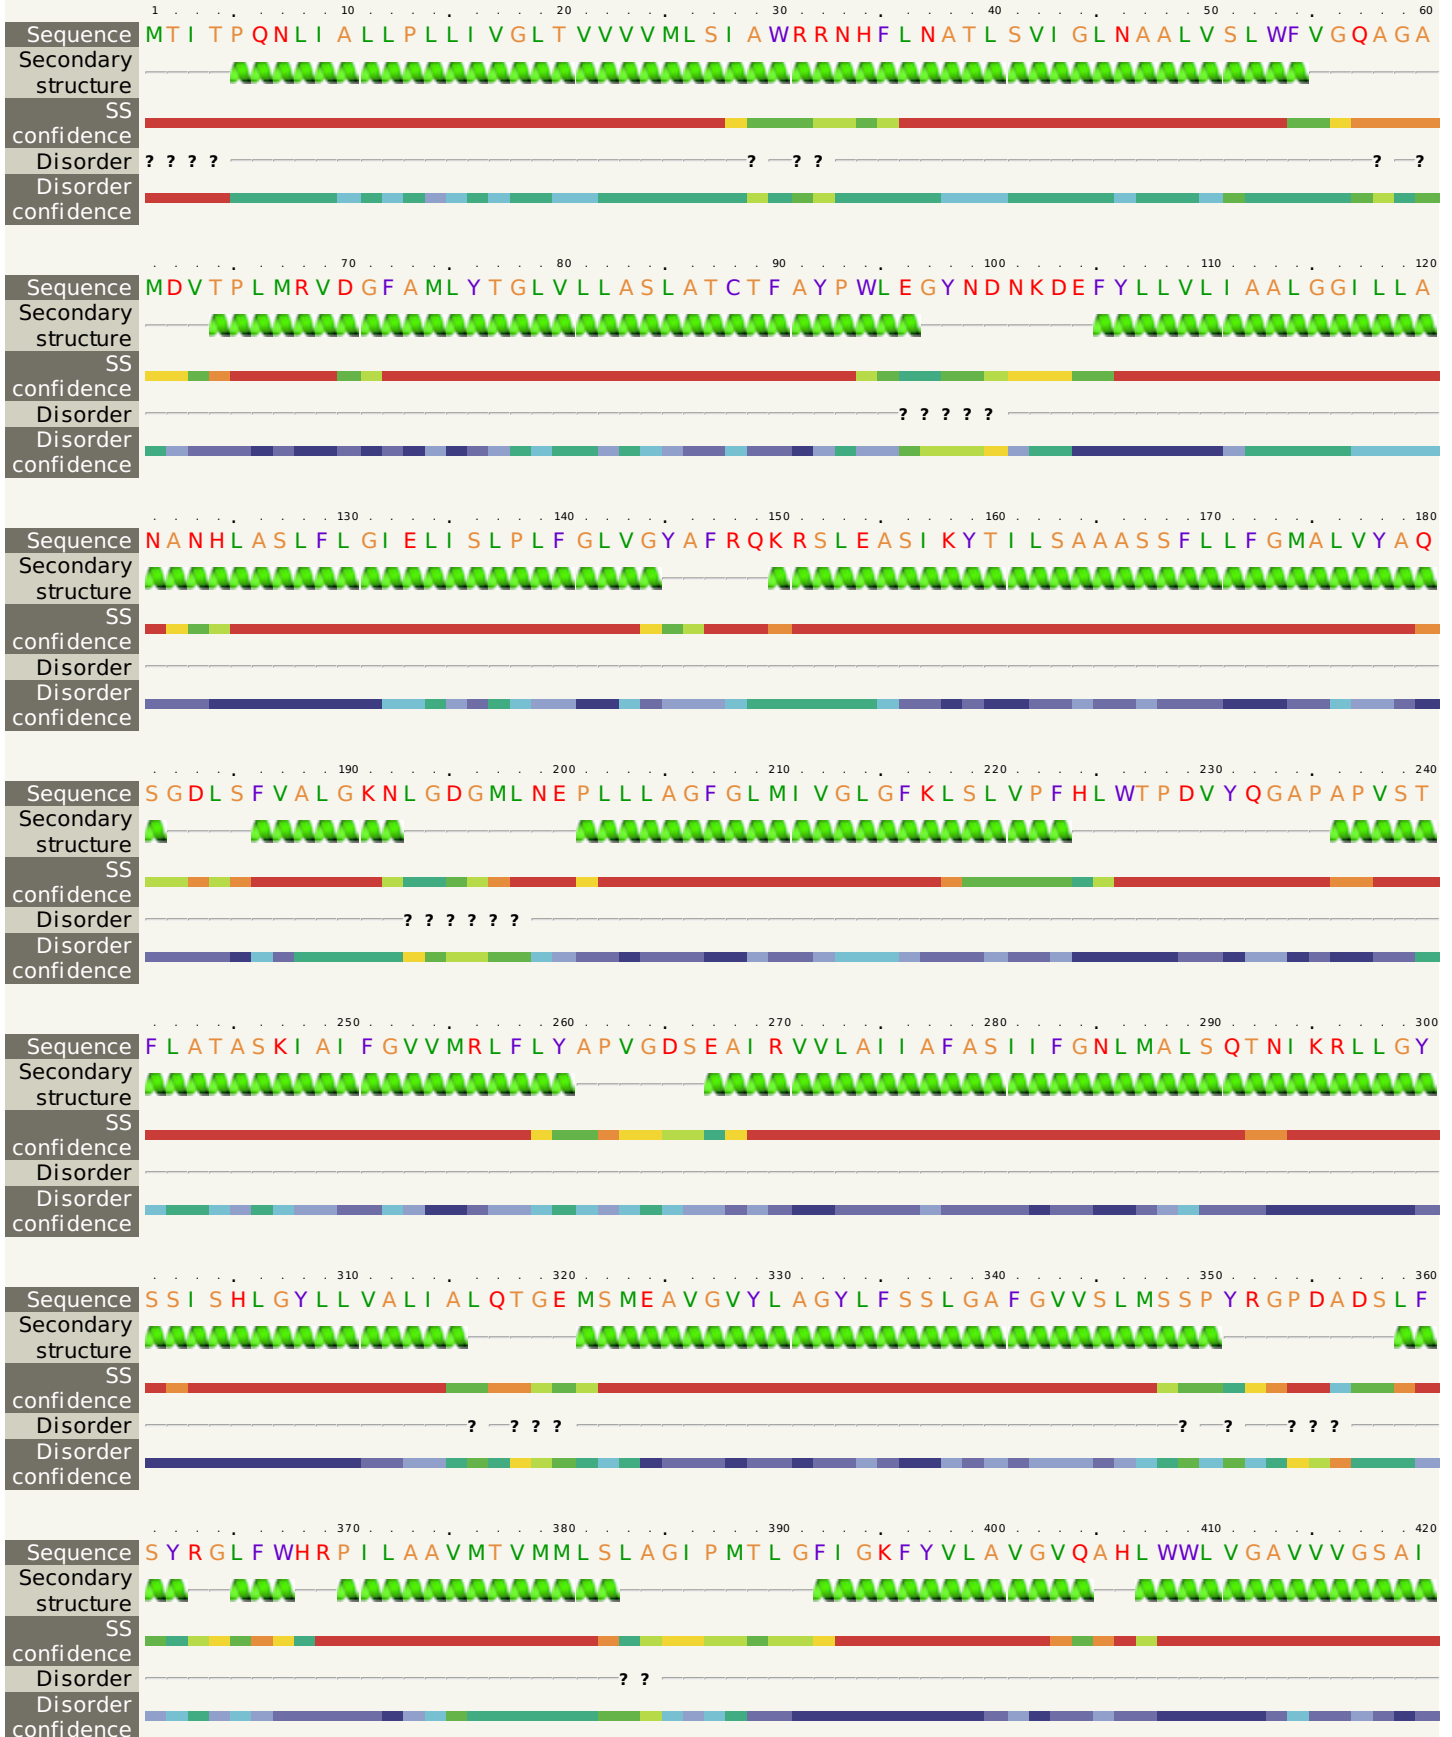 1 10 20 30 40 50 60
Sequence MTITPQNLIALLPLLIVGLTVVVVMLSIAWRRNHFLNATLSVIGLNAALVSLWFVGQAGA
Secondary
structure
SS
confidence
Disorder ? ? ? ? ? ? ? ? ?
Disorder
confidence
70 80 90 100 110 120
Sequence MDVTPLMRVDGFAMLYTGLVLLASLATCTFAYPWLEGYNDNKDEFYLLVLIAALGGILLA
Secondary
structure
SS
confidence
Disorder ? ? ? ? ?
Disorder
confidence
130 140 150 160 170 180
Sequence NANHLASLFLGIELISLPLFGLVGYAFRQKRSLEASIKYTILSAAASSFLLFGMALVYAQ
Secondary
structure
SS
confidence
Disorder
Disorder
confidence
190 200 210 220 230 240
Sequence SGDLSFVALGKNLGDGMLNEPLLLAGFGLMIVGLGFKLSLVPFHLWTPDVYQGAPAPVST
Secondary
structure
SS
confidence
Disorder ? ? ? ? ? ?
Disorder
confidence
250 260 270 280 290 300
Sequence FLATASKIAIFGVVMRLFLYAPVGDSEAIRVVLAIIAFASIIFGNLMALSQTNIKRLLGY
Secondary
structure
SS
confidence
Disorder
Disorder
confidence
310 320 330 340 350 360
Sequence SSISHLGYLLVALIALQTGEMSMEAVGVYLAGYLFSSLGAFGVVSLMSSPYRGPDADSLF
Secondary
structure
SS
confidence
Disorder ? ? ? ? ? ? ? ? ?
Disorder
confidence
370 380 390 400 410 420
Sequence SYRGLFWHRPILAAVMTVMMLSLAGIPMTLGFIGKFYVLAVGVQAHLWWLVGAVVVGSAI
Secondary
structure
SS
confidence
Disorder ? ?
Disorder
confidence